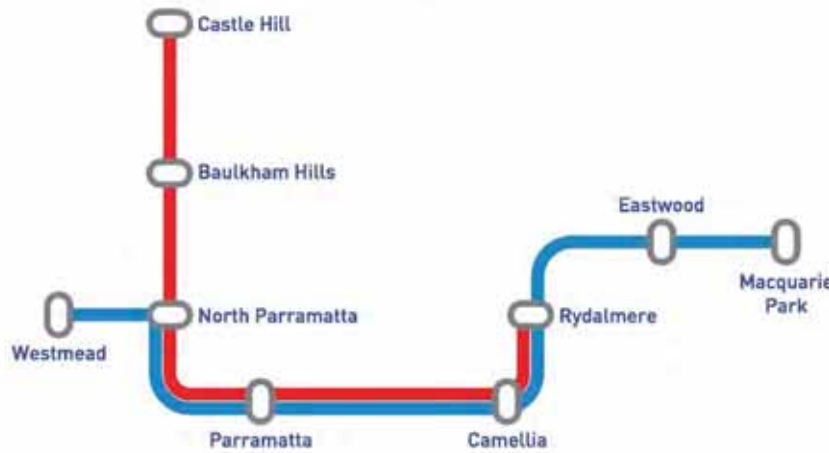 Castle Hill
Baulkham Hills
Eastwood
Macquarie
Park
North Parramatta
Rydalmere
Westmead
Parramatta
Camellia